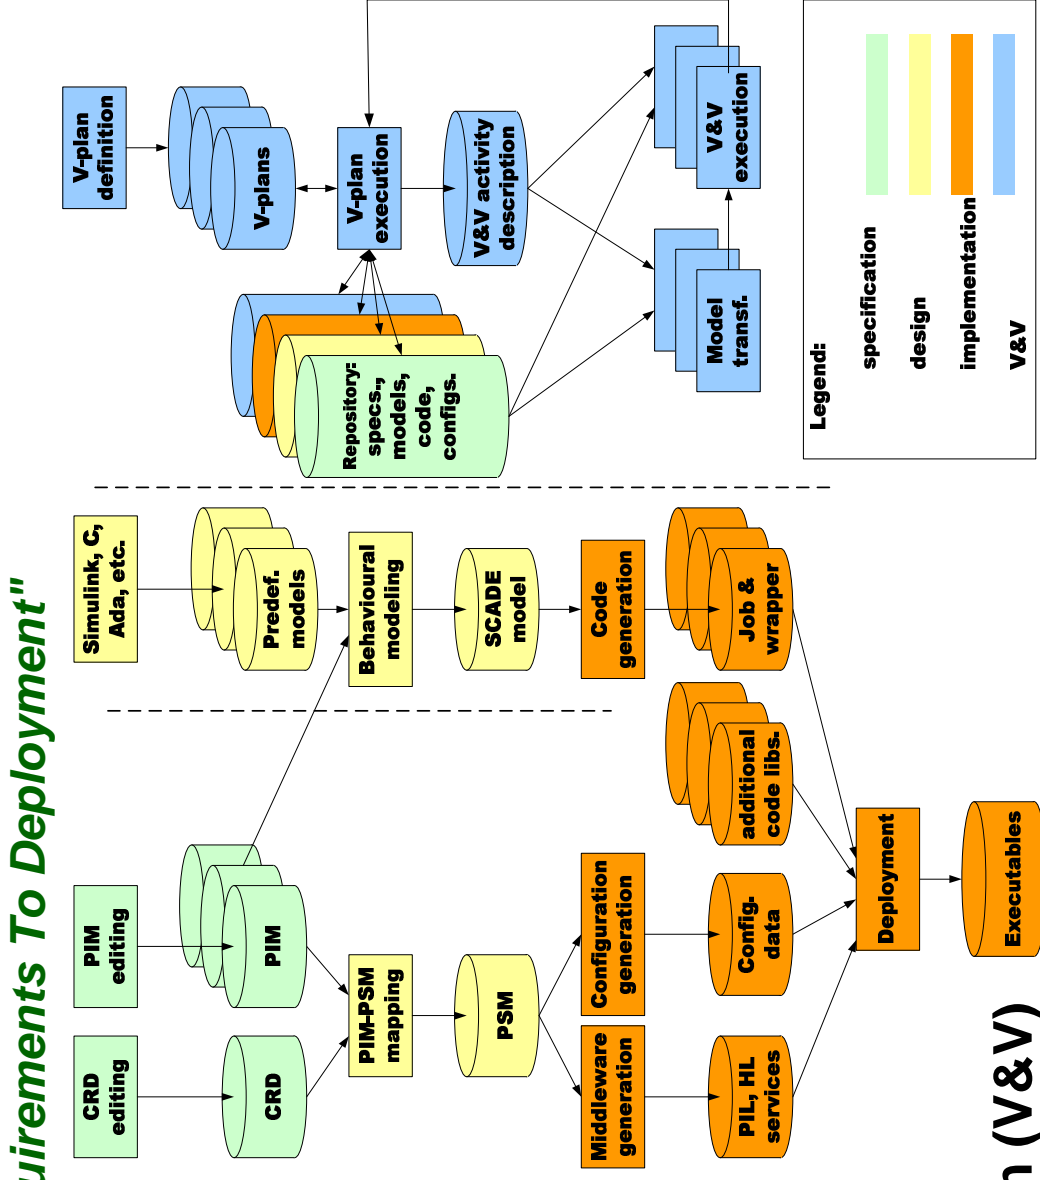 uirements To Deployment"
CRD
editing
PIM
editing
Simulink, C,
Ada, etc.
V-plan
definition
CRD
PIM
Predef.
models
V-plans
PIM-PSM
mapping
Behavioural
modeling
Repository:
specs.,
models,
code,
configs.
V-plan
execution
PSM
SCADE
model
V&V activity
description
Middleware
generation
Configuration
generation
Code
generation
PIL, HL
services
Config.
data
additional
code libs.
Job &
wrapper
Model
transf.
V&V
execution
Deployment
Executables
Legend:
specification
design
implementation
V&V
n (V&V)